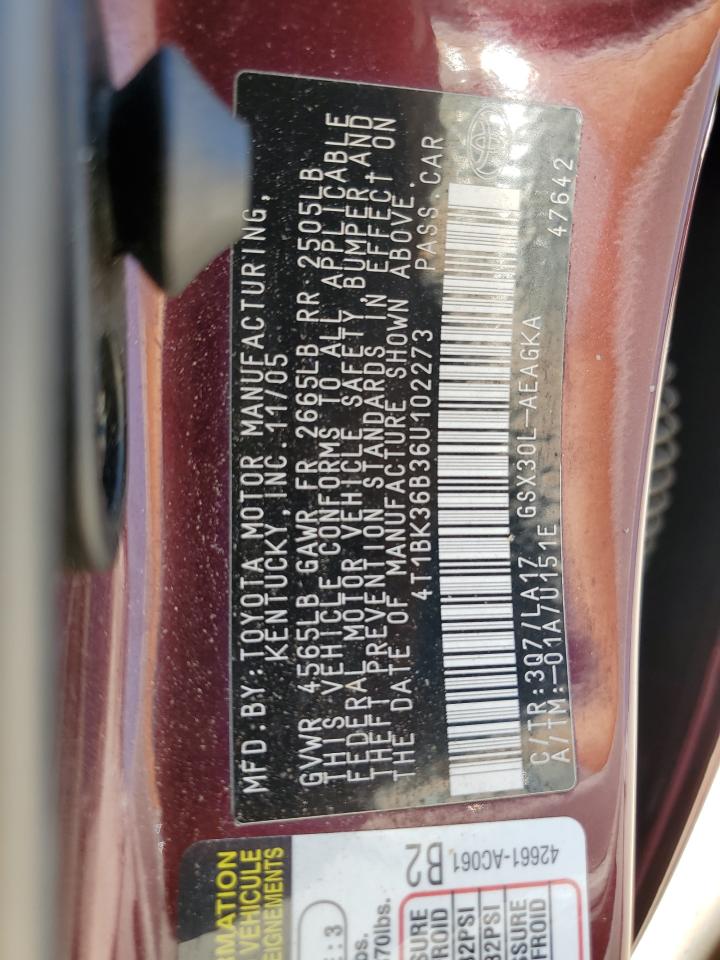 MFD.BY:TOYOTA MOTOR MANUFACTURING,
KENTUCKY,INC. 11/05
GVWR 4565LB GAWR FR 2665LB RR 2505LB
THIS VEHICLE CONFORMS TO ALL APPLICABLE
FEDERAL MOTOR VEHICLE SAFETY, BUMPER,AND
THEFT PREVENTION STANDARDS IN EFFECT ON
THE DATE OF MANUFACTURE SHOWN ABOVE.
4T1BK36B36U102273 PASS.CAR
C/TR:3Q7/LA17 GSX30L-AEAGKA
A/TM:-01A/U151E 47642
42661-AC061
B2
VEHICULE